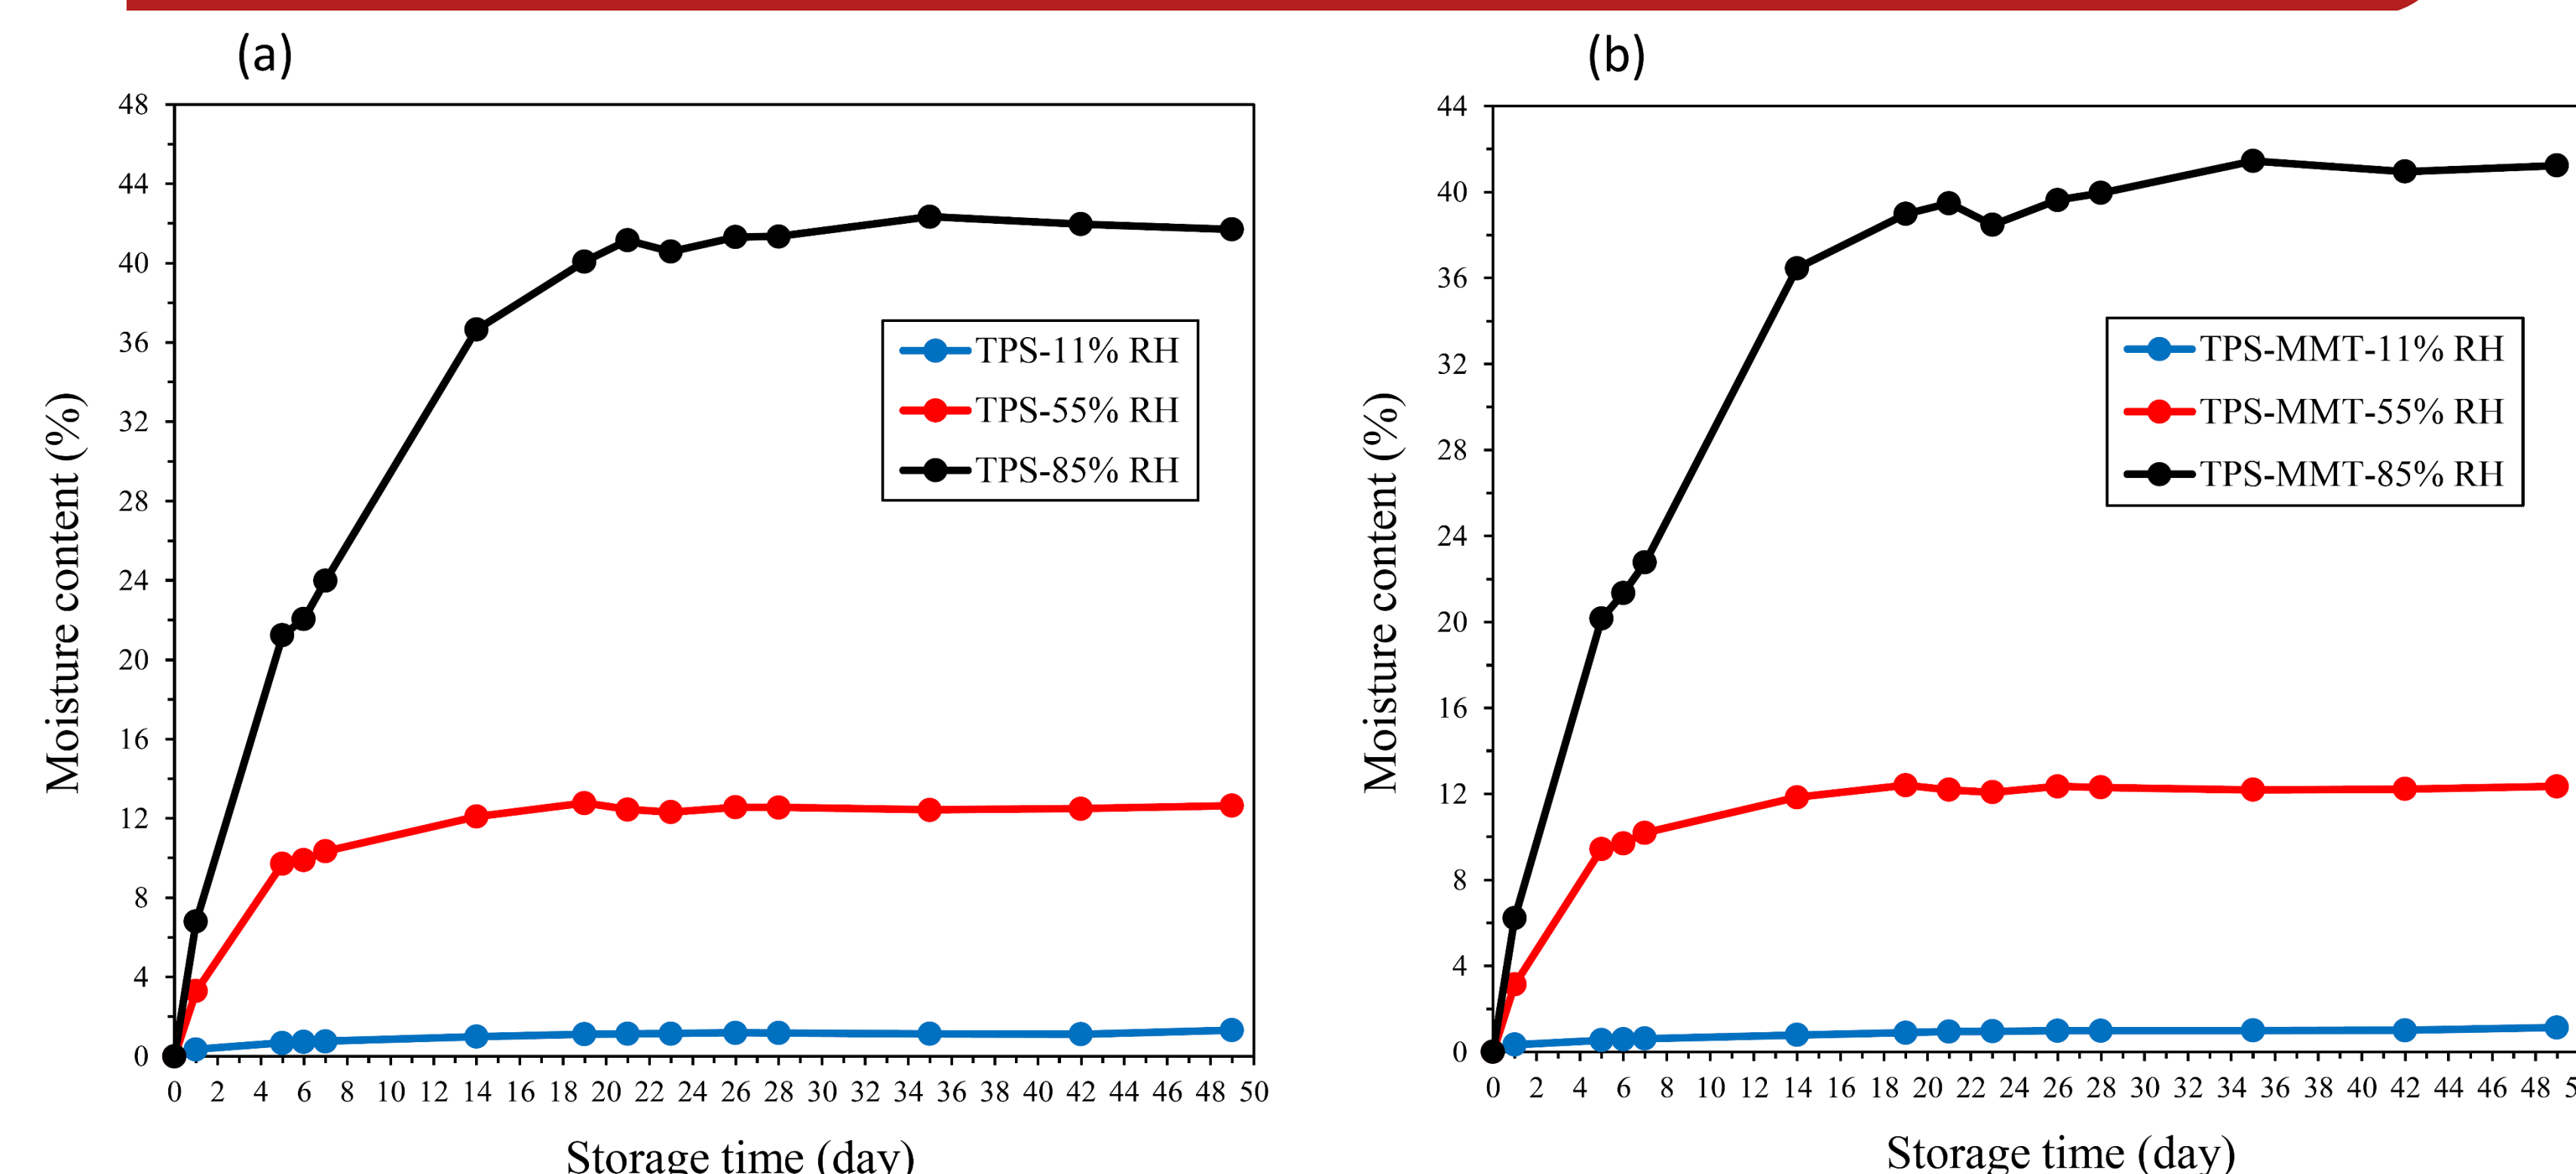 (a)
48
44
40
36
32
28
24
20
16
12
8
4
0
Moisture content (%)
TPS-11% RH
TPS-55% RH
TPS-85% RH
0 2 4 6 8 10 12 14 16 18 20 22 24 26 28 30 32 34 36 38 40 42 44 46 48 50
Storage time (day)
(b)
44
40
36
32
28
24
20
16
12
8
4
0
Moisture content (%)
TPS-MMT-11% RH
TPS-MMT-55% RH
TPS-MMT-85% RH
0 2 4 6 8 10 12 14 16 18 20 22 24 26 28 30 32 34 36 38 40 42 44 46 48
Storage time (day)